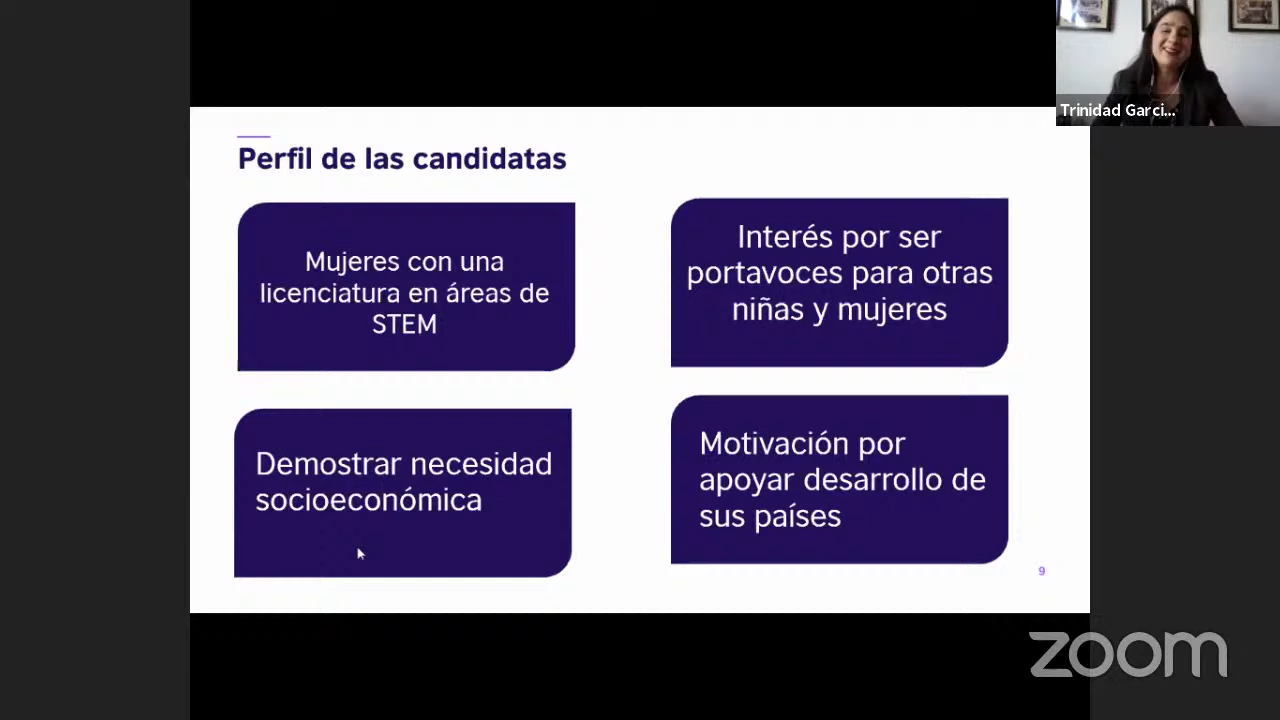 Trinidad Garci...
Perfil de las candidatas
Mujeres con una
licenciatura en áreas de
STEM
Interés por ser
portavoces para otras
niñas y mujeres
Demostrar necesidad
socioeconómica
Motivación por
apoyar desarrollo de
sus países
9
zoom